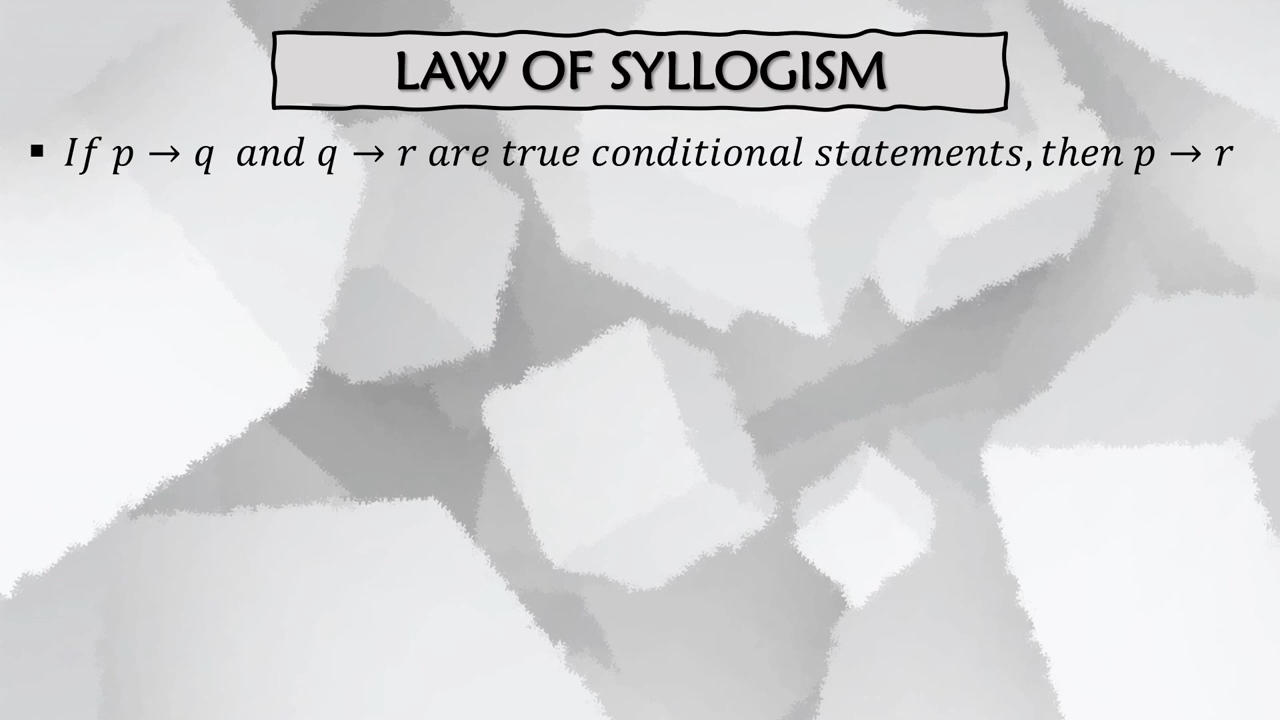 LAW OF SYLLOGISM
▪ If p → q and q → r are true conditional statements, then p → r